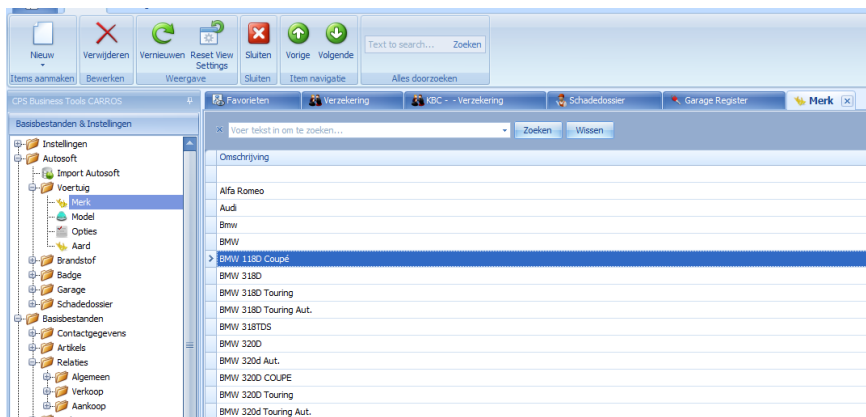 Nieuw
Verwijderen
Vernieuwen
Reset View
Settings
Sluiten
Vorige
Volgende
Text to search...
Zoeken
Items aanmaken
Bewerken
Weergave
Sluiten
Item navigatie
Alles doorzoeken
CPS Business Tools CARROS
Favorieten
Verzekering
KBC - - Verzekering
Schadedossier
Garage Register
Merk
Basisbestanden & Instellingen
Instellingen
Autosoft
Import Autosoft
Voertuig
Merk
Model
Opties
Aard
Brandstof
Badge
Garage
Schadedossier
Basisbestanden
Contactgegevens
Artikels
Relaties
Algemeen
Verkoop
Aankoop
Voer tekst in om te zoeken...
Zoeken
Wissen
Omschrijving
Alfa Romeo
Audi
Bmw
BMW
BMW 118D Coupé
BMW 318D
BMW 318D Touring
BMW 318D Touring Aut.
BMW 318TDS
BMW 320D
BMW 320d Aut.
BMW 320D COUPE
BMW 320D Touring
BMW 320d Touring Aut.